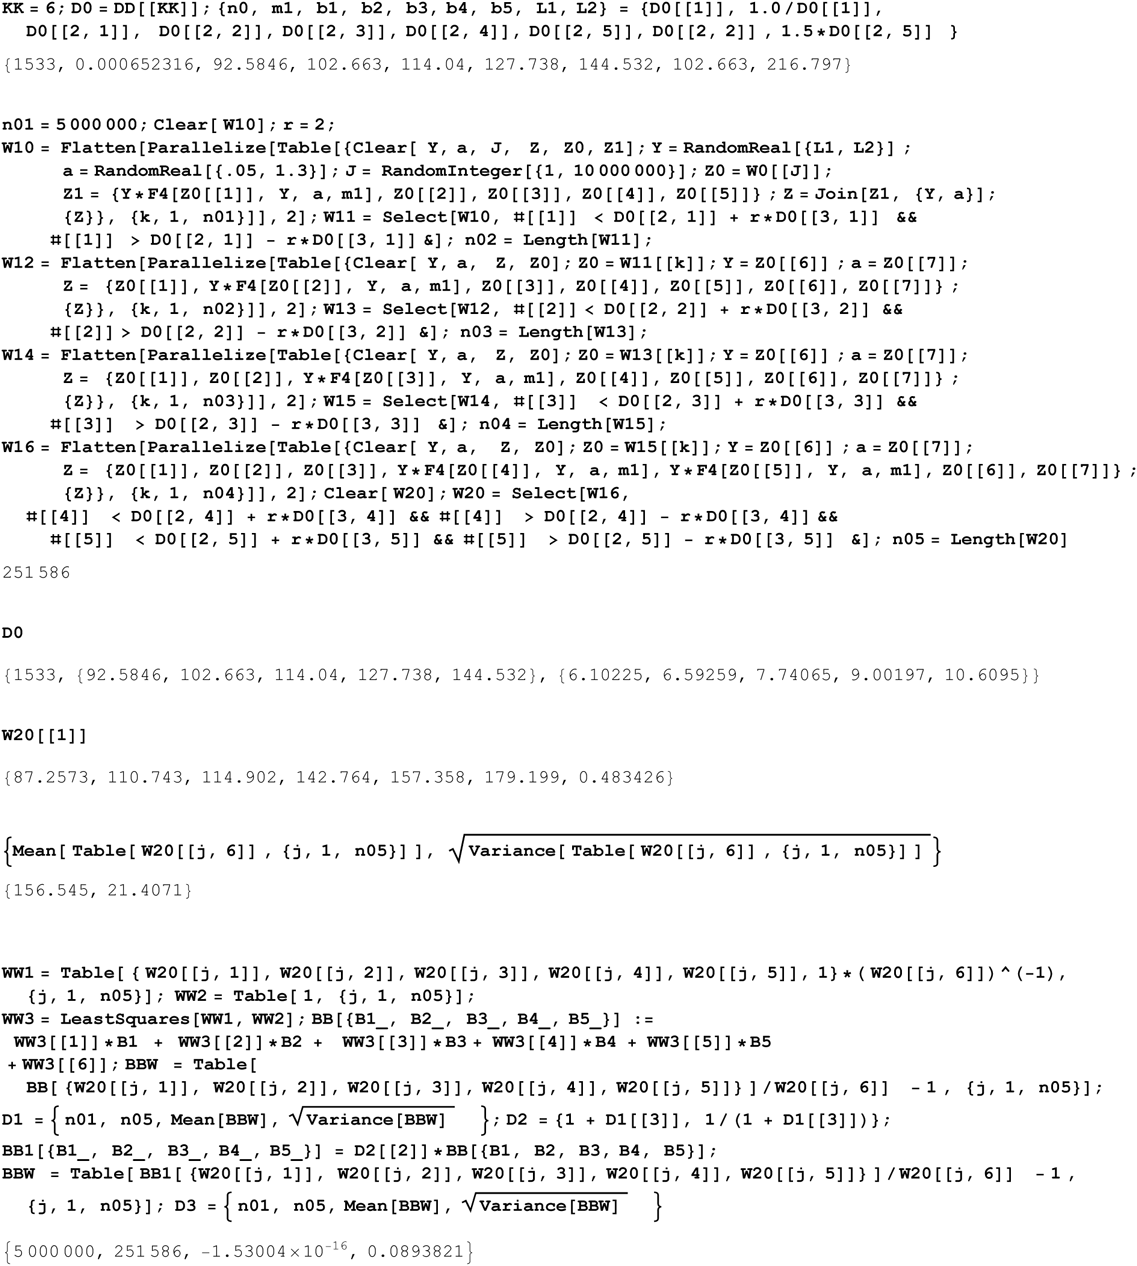 KK = 6; D0 = DD[[KK]]; {n0, m1, b1, b2, b3, b4, b5, L1, L2} = {D0[[1]], 1.0/D0[[1]],
D0[[2, 1]], D0[[2, 2]], D0[[2, 3]], D0[[2, 4]], D0[[2, 5]], D0[[2, 2]], 1.5*D0[[2, 5]] }
{1533, 0.000652316, 92.5846, 102.663, 114.04, 127.738, 144.532, 102.663, 216.797}
n01 = 5 000 000; Clear[ W10]; r = 2;
W10 = Flatten[Parallelize[Table[{Clear[ Y, a, J, Z, Z0, Z1]; Y = RandomReal[{L1, L2}] ;
a = RandomReal[{.05, 1.3}]; J = RandomInteger[{1, 10 000 000}]; Z0 = W0[[J]];
Z1 = {Y*F4[Z0[[1]], Y, a, m1], Z0[[2]], Z0[[3]], Z0[[4]], Z0[[5]]} ; Z = Join[Z1, {Y, a}];
{Z}}, {k, 1, n01}]], 2]; W11 = Select[W10, #[[1]] < D0[[2, 1]] + r*D0[[3, 1]] &&
#[[1]] > D0[[2, 1]] - r*D0[[3, 1]] &]; n02 = Length[W11];
W12 = Flatten[Parallelize[Table[{Clear[ Y, a, Z, Z0]; Z0 = W11[[k]]; Y = Z0[[6]] ; a = Z0[[7]];
Z = {Z0[[1]], Y*F4[Z0[[2]], Y, a, m1], Z0[[3]], Z0[[4]], Z0[[5]], Z0[[6]], Z0[[7]]} ;
{Z}}, {k, 1, n02}]], 2]; W13 = Select[W12, #[[2]] < D0[[2, 2]] + r*D0[[3, 2]] &&
#[[2]] > D0[[2, 2]] - r*D0[[3, 2]] &]; n03 = Length[W13];
W14 = Flatten[Parallelize[Table[{Clear[ Y, a, Z, Z0]; Z0 = W13[[k]]; Y = Z0[[6]] ; a = Z0[[7]];
Z = {Z0[[1]], Z0[[2]], Y*F4[Z0[[3]], Y, a, m1], Z0[[4]], Z0[[5]], Z0[[6]], Z0[[7]]} ;
{Z}}, {k, 1, n03}]], 2]; W15 = Select[W14, #[[3]] < D0[[2, 3]] + r*D0[[3, 3]] &&
#[[3]] > D0[[2, 3]] - r*D0[[3, 3]] &]; n04 = Length[W15];
W16 = Flatten[Parallelize[Table[{Clear[ Y, a, Z, Z0]; Z0 = W15[[k]]; Y = Z0[[6]] ; a = Z0[[7]];
Z = {Z0[[1]], Z0[[2]], Z0[[3]], Y*F4[Z0[[4]], Y, a, m1], Y*F4[Z0[[5]], Y, a, m1], Z0[[6]], Z0[[7]]} ;
{Z}}, {k, 1, n04}]], 2]; Clear[ W20]; W20 = Select[W16,
#[[4]] < D0[[2, 4]] + r*D0[[3, 4]] && #[[4]] > D0[[2, 4]] - r*D0[[3, 4]] &&
#[[5]] < D0[[2, 5]] + r*D0[[3, 5]] && #[[5]] > D0[[2, 5]] - r*D0[[3, 5]] &]; n05 = Length[W20]
251 586
D0
{1533, {92.5846, 102.663, 114.04, 127.738, 144.532}, {6.10225, 6.59259, 7.74065, 9.00197, 10.6095}}
W20[[1]]
{87.2573, 110.743, 114.902, 142.764, 157.358, 179.199, 0.483426}
{Mean[ Table[ W20[[j, 6]] , {j, 1, n05}] ], √Variance[ Table[ W20[[j, 6]] , {j, 1, n05}] ] }
{156.545, 21.4071}
WW1 = Table[ { W20[[j, 1]], W20[[j, 2]], W20[[j, 3]], W20[[j, 4]], W20[[j, 5]], 1}*( W20[[j, 6]]) ^ (-1),
{j, 1, n05}]; WW2 = Table[ 1, {j, 1, n05}];
WW3 = LeastSquares[WW1, WW2]; BB[{B1_, B2_, B3_, B4_, B5_}] :=
WW3[[1]]*B1 + WW3[[2]]*B2 + WW3[[3]]*B3 + WW3[[4]]*B4 + WW3[[5]]*B5
+ WW3[[6]]; BBW = Table[
BB[ {W20[[j, 1]], W20[[j, 2]], W20[[j, 3]], W20[[j, 4]], W20[[j, 5]]} ] / W20[[j, 6]] - 1 , {j, 1, n05}];
D1 = { n01, n05, Mean[BBW], √Variance[BBW] }; D2 = {1 + D1[[3]], 1 / (1 + D1[[3]])};
BB1[{B1_, B2_, B3_, B4_, B5_}] = D2[[2]]*BB[{B1, B2, B3, B4, B5}];
BBW = Table[ BB1[ {W20[[j, 1]], W20[[j, 2]], W20[[j, 3]], W20[[j, 4]], W20[[j, 5]]} ] / W20[[j, 6]] - 1 ,
{j, 1, n05}]; D3 = { n01, n05, Mean[BBW], √Variance[BBW] }
{5 000 000, 251 586, -1.53004×10^-16, 0.0893821}